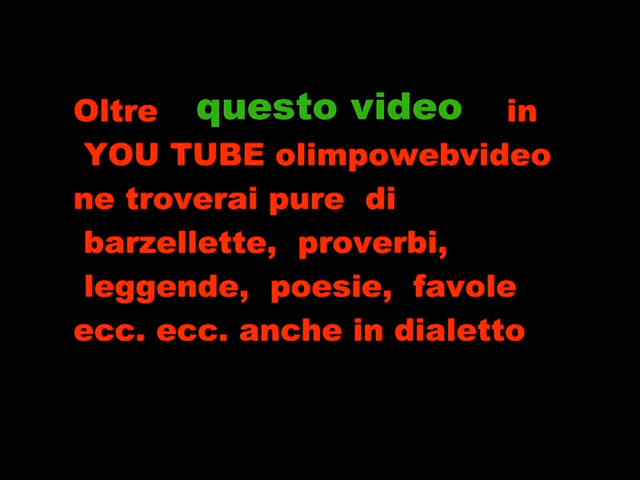 Oltre questo video in
YOU TUBE olimpowebvideo
ne troverai pure di
barzellette, proverbi,
leggende, poesie, favole
ecc. ecc. anche in dialetto